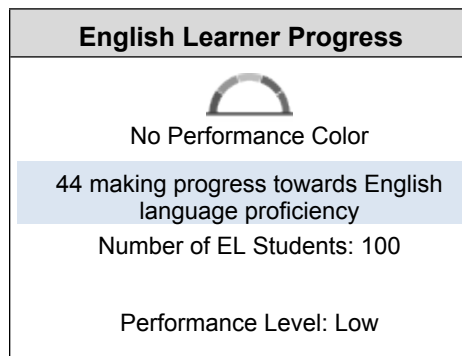 English Learner Progress
No Performance Color
44 making progress towards English
language proficiency
Number of EL Students: 100
Performance Level: Low